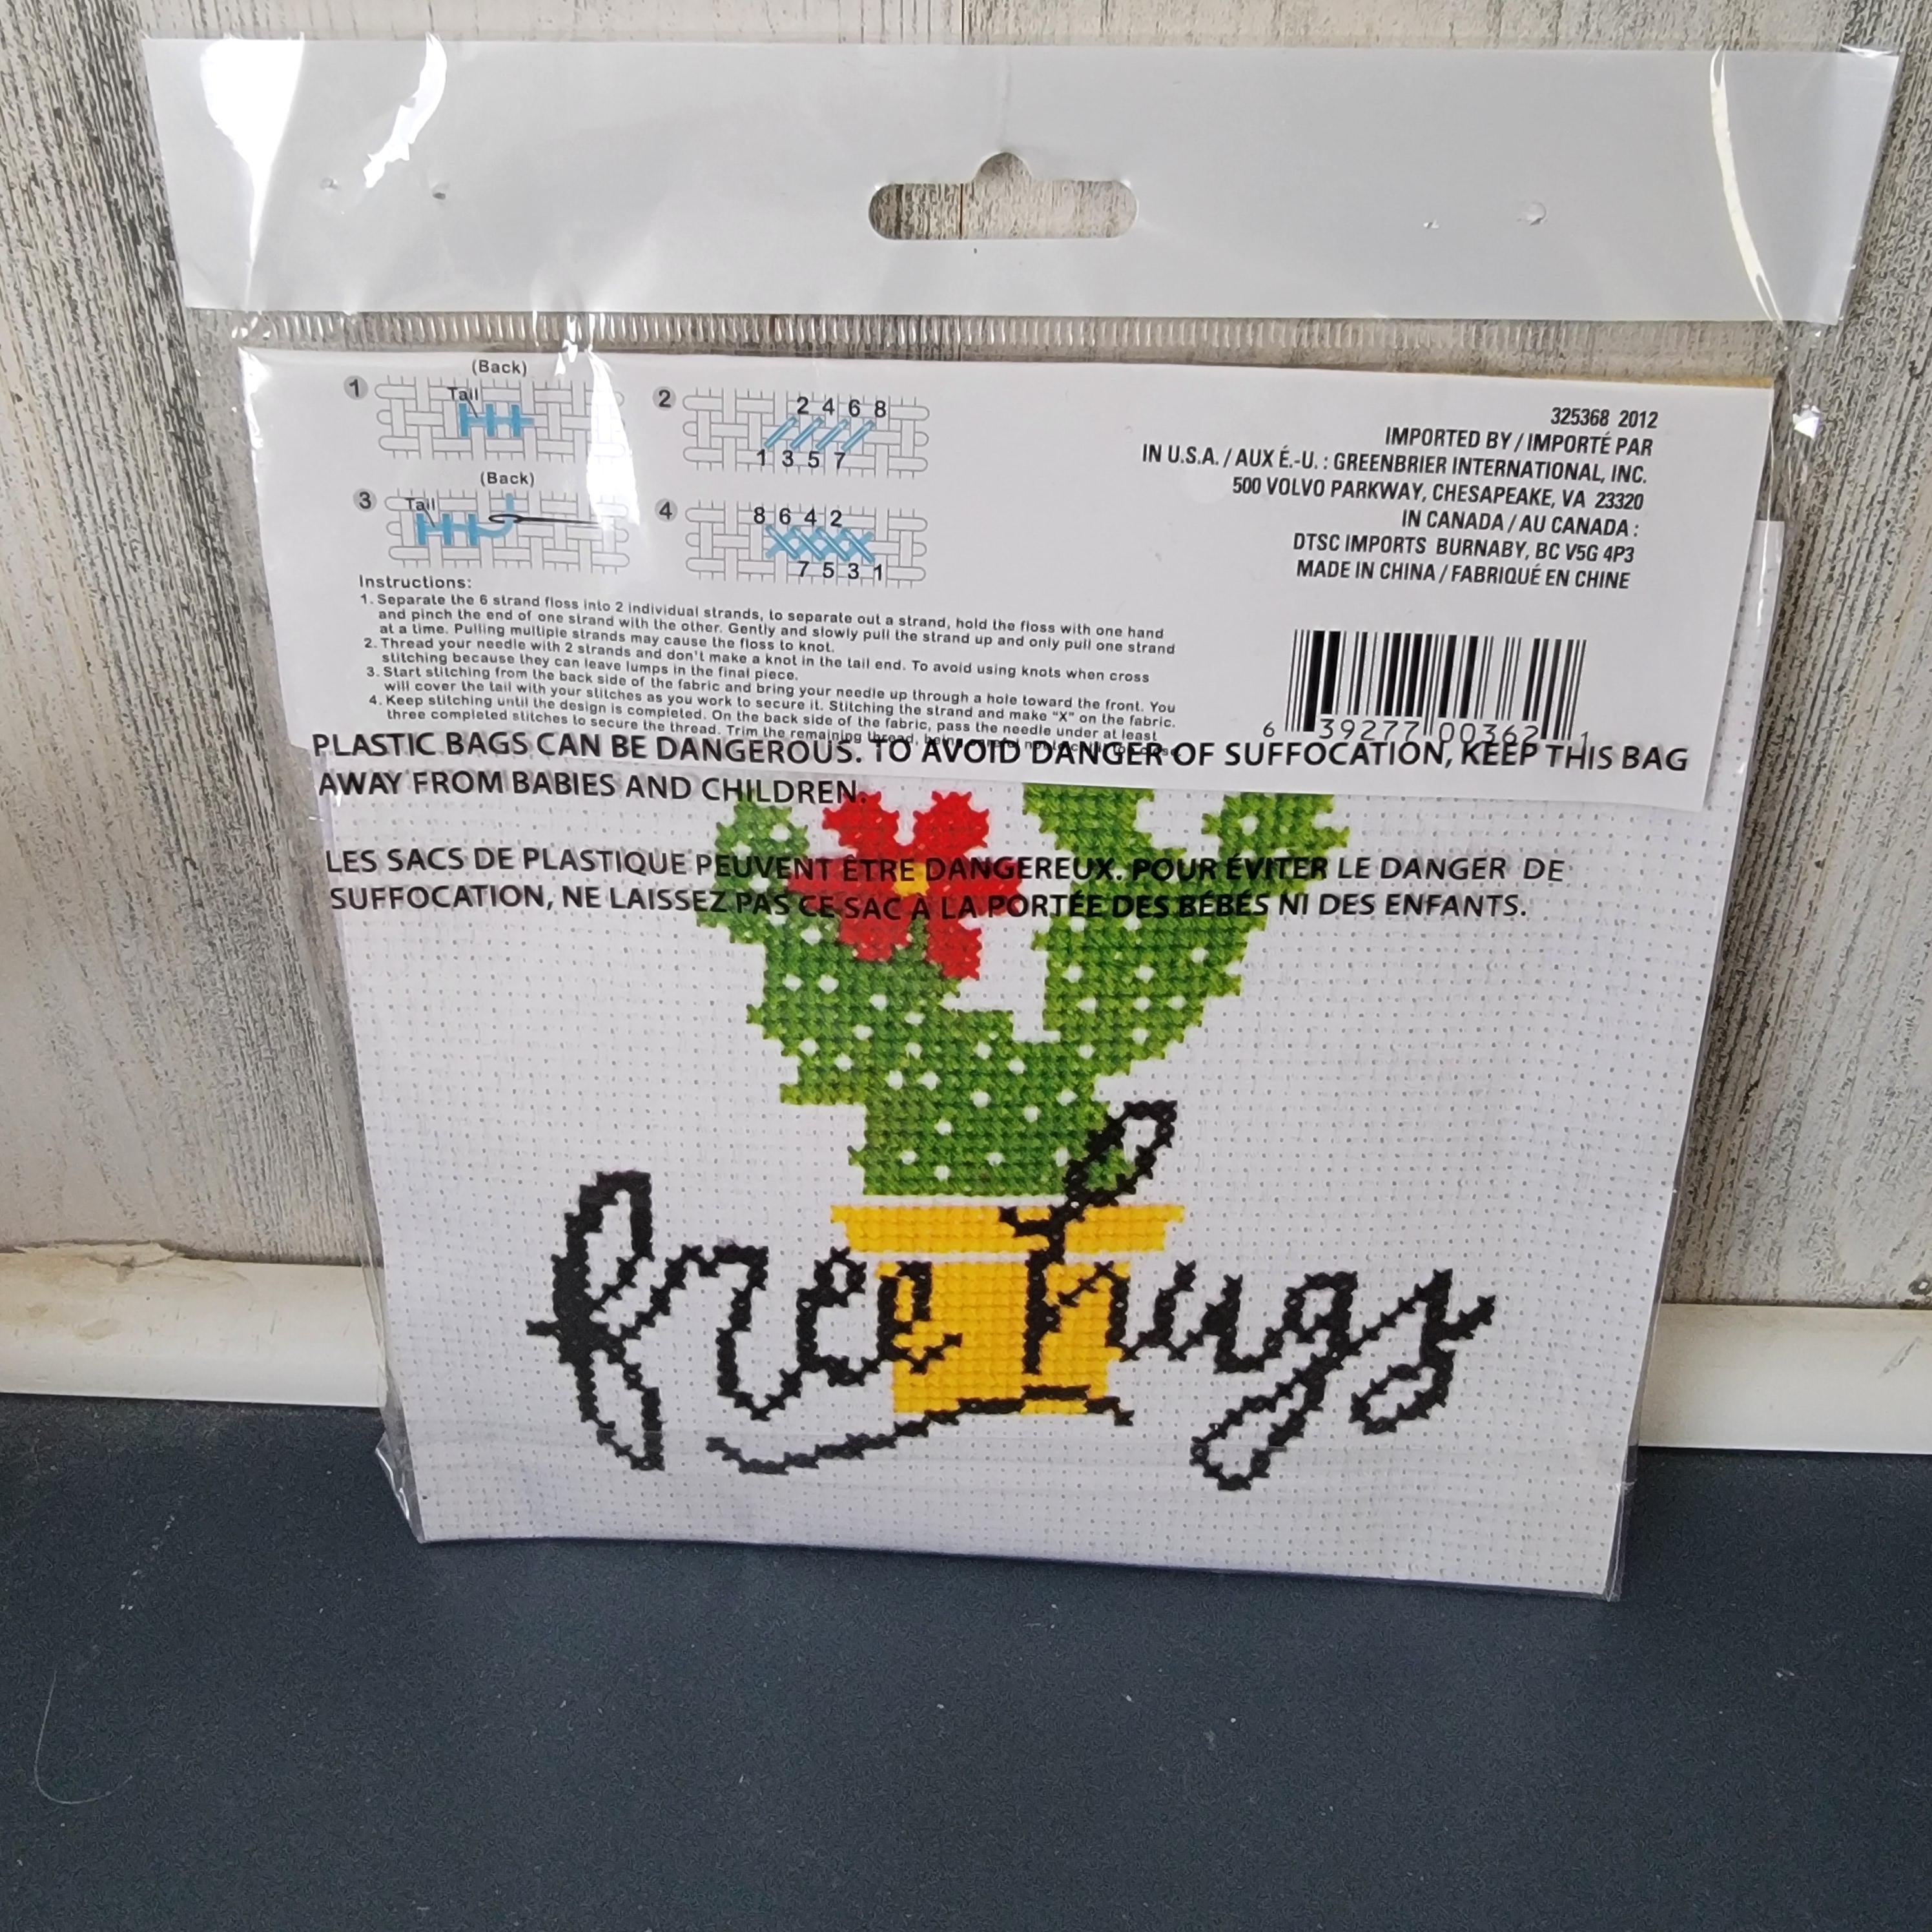 (Back)
1
Tail
2
2 4 6 8
1 3 5 7
(Back)
3
Tail
4
8 6 4 2
7 5 3 1
Instructions:
1. Separate the 6 strand floss into 2 individual strands, to separate out a strand, hold the floss with one hand
and pinch the end of one strand with the other. Gently and slowly pull the strand up and only pull one strand
at a time. Pulling multiple strands may cause the floss to knot.
2. Thread your needle with 2 strands and don't make a knot in the tail end. To avoid using knots when cross
stitching because they can leave lumps in the final piece.
3. Start stitching from the back side of the fabric and bring your needle up through a hole toward the front. You
will cover the tail with your stitches as you work to secure it. Stitching the strand and make "X" on the fabric.
4. Keep stitching until the design is completed. On the back side of the fabric, pass the needle under at least
three completed stitches to secure the thread. Trim the remaining thread, being careful not to
325368 2012
IMPORTED BY / IMPORTÉ PAR
IN U.S.A. / AUX É.-U. : GREENBRIER INTERNATIONAL, INC.
500 VOLVO PARKWAY, CHESAPEAKE, VA 23320
IN CANADA / AU CANADA :
DTSC IMPORTS BURNABY, BC V5G 4P3
MADE IN CHINA / FABRIQUÉ EN CHINE
6 39277 00362 1
PLASTIC BAGS CAN BE DANGEROUS. TO AVOID DANGER OF SUFFOCATION, KEEP THIS BAG
AWAY FROM BABIES AND CHILDREN.
LES SACS DE PLASTIQUE PEUVENT ÊTRE DANGEREUX. POUR ÉVITER LE DANGER DE
SUFFOCATION, NE LAISSEZ PAS CE SAC À LA PORTÉE DES BÉBÉS NI DES ENFANTS.
free hugs